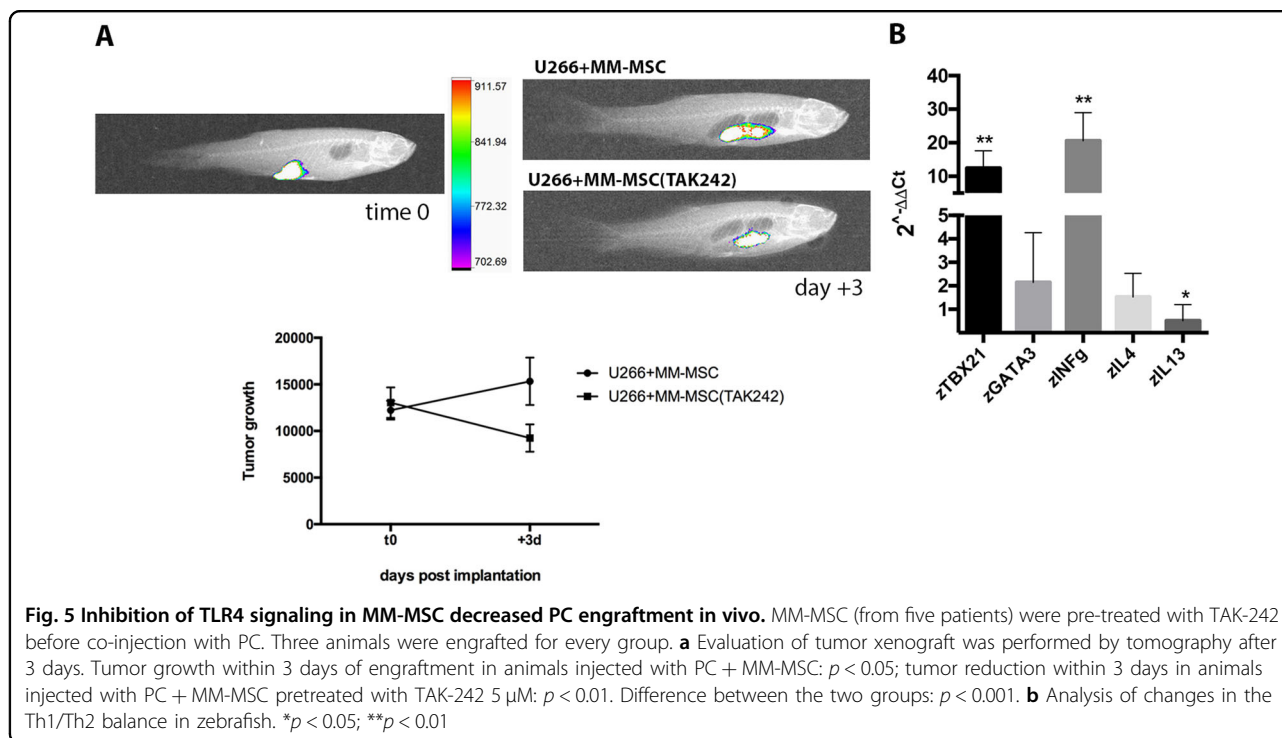 A
B
U266+MM-MSC
911.57
841.94
772.32
702.69
time 0
U266+MM-MSC(TAK242)
day +3
40
30
20
10
5
4
3
2
1
2^-ΔΔCt
**
**
*
zTBX21
zGATA3
zINFg
zIL4
zIL13
20000
15000
10000
5000
0
Tumor growth
t0
+3d
days post implantation
U266+MM-MSC
U266+MM-MSC(TAK242)
Fig. 5 Inhibition of TLR4 signaling in MM-MSC decreased PC engraftment in vivo. MM-MSC (from five patients) were pre-treated with TAK-242
before co-injection with PC. Three animals were engrafted for every group. a Evaluation of tumor xenograft was performed by tomography after
3 days. Tumor growth within 3 days of engraftment in animals injected with PC + MM-MSC: p < 0.05; tumor reduction within 3 days in animals
injected with PC + MM-MSC pretreated with TAK-242 5 µM: p < 0.01. Difference between the two groups: p < 0.001. b Analysis of changes in the
Th1/Th2 balance in zebrafish. *p < 0.05; **p < 0.01